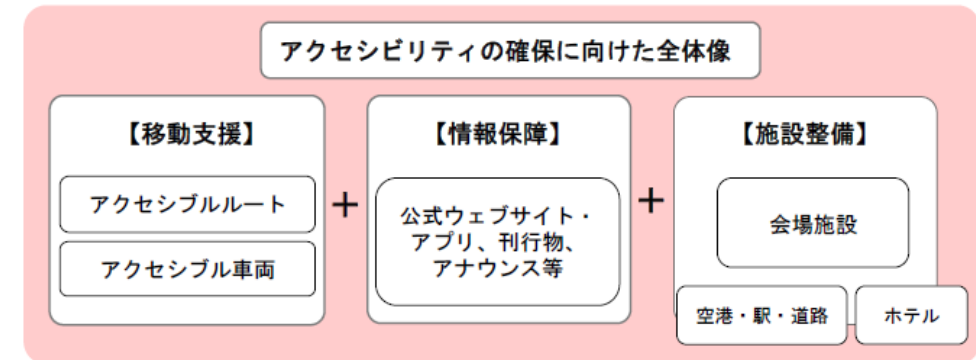 アクセシビリティの確保に向けた全体像
【移動支援】
アクセシブルルート
アクセシブル車両
+
【情報保障】
公式ウェブサイト・
アプリ、刊行物、
アナウンス等
+
【施設整備】
会場施設
空港・駅・道路
ホテル